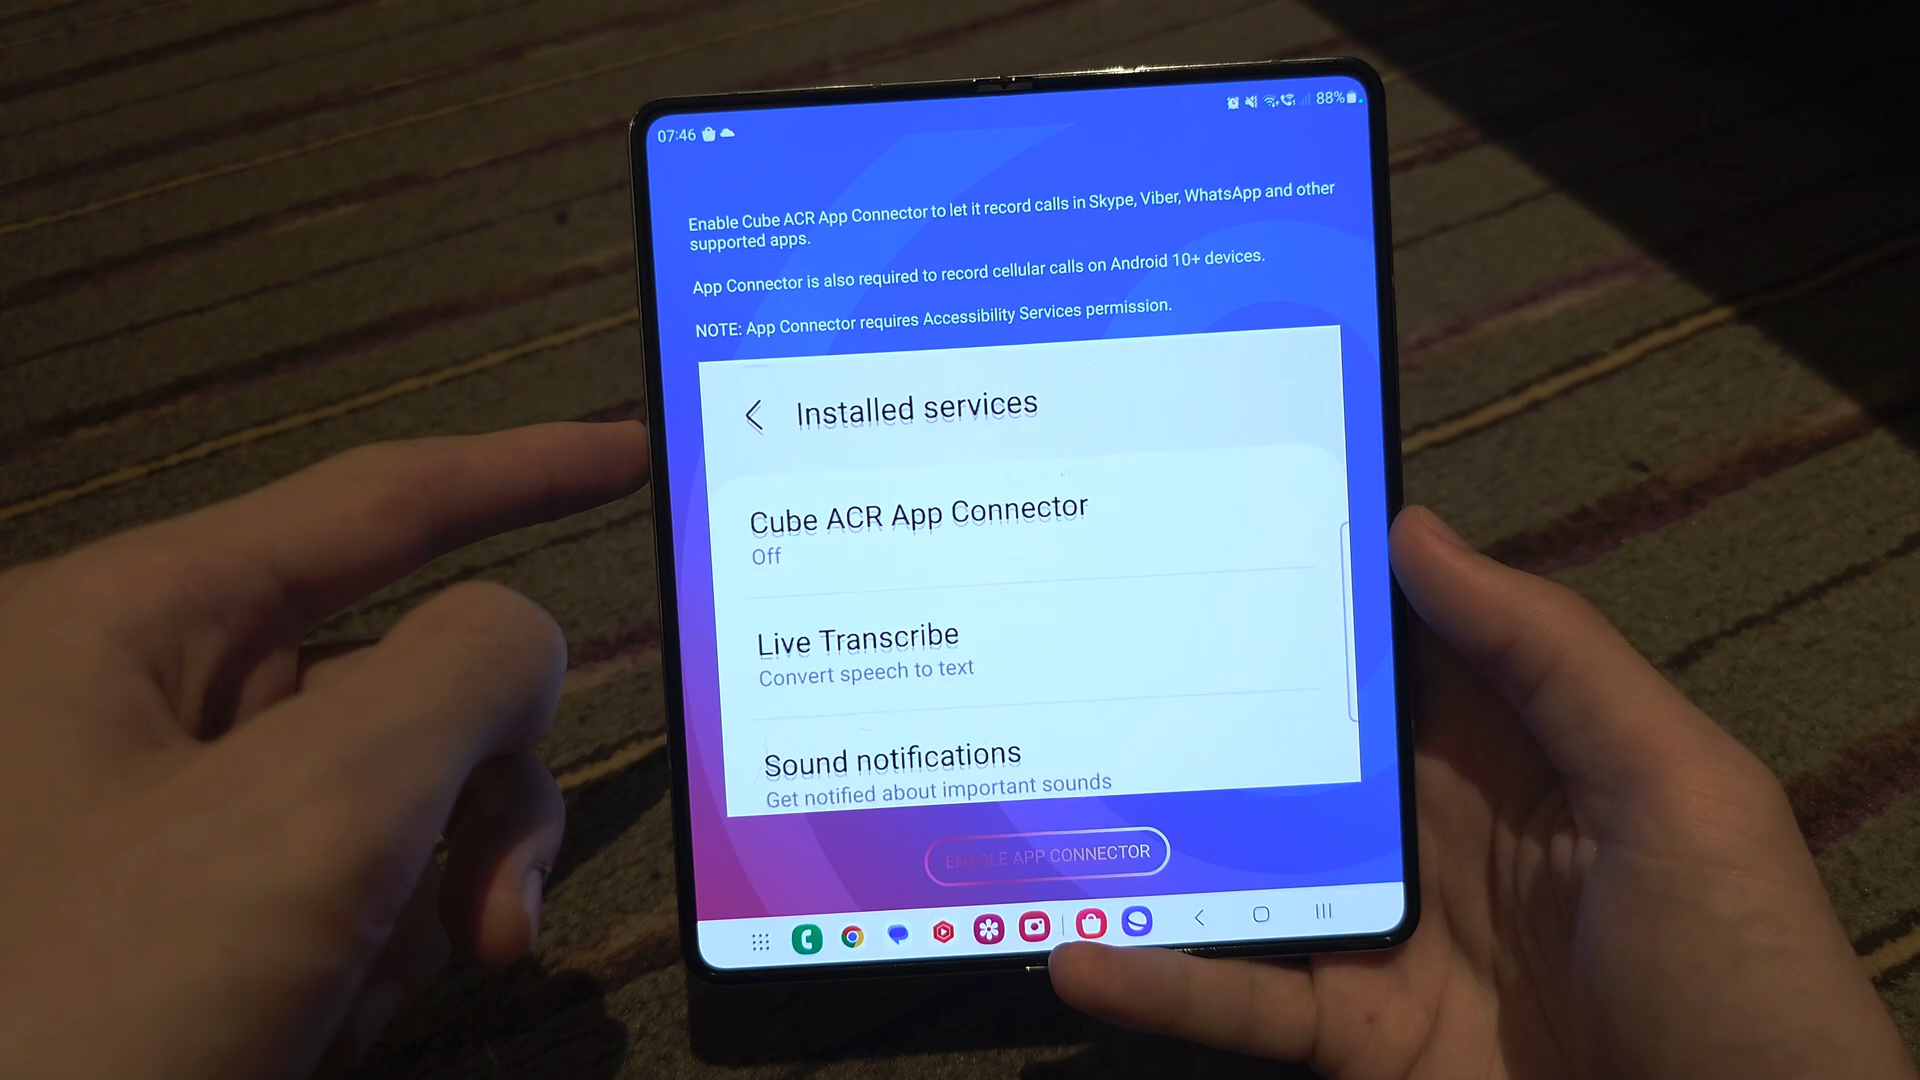 07:46
88%
Enable Cube ACR App Connector to let it record calls in Skype, Viber, WhatsApp and other
supported apps.
App Connector is also required to record cellular calls on Android 10+ devices.
NOTE: App Connector requires Accessibility Services permission.
Installed services
Cube ACR App Connector
Off
Live Transcribe
Convert speech to text
Sound notifications
Get notified about important sounds
ENABLE APP CONNECTOR